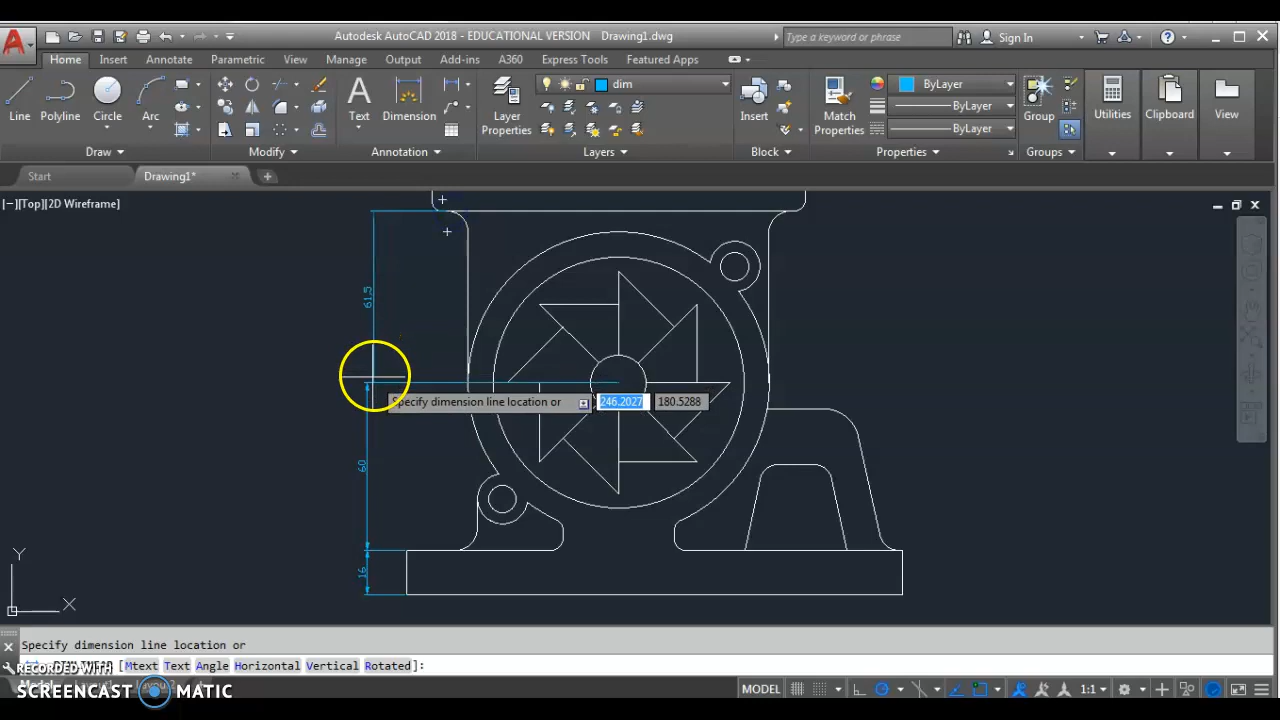 Autodesk AutoCAD 2018 - EDUCATIONAL VERSION Drawing1.dwg
Type a keyword or phrase
Sign In
Home Insert Annotate Parametric View Manage Output Add-ins A360 Express Tools Featured Apps
dim
ByLayer
ByLayer
ByLayer
Line Polyline Circle Arc
Text Dimension
Layer Properties
Insert
Match Properties
Group
Utilities Clipboard View
Draw Modify Annotation Layers Block Properties Groups
Start Drawing1*
[−][Top][2D Wireframe]
61,5
Specify dimension line location or 246.2027 180.5288
60
16
Y
X
Specify dimension line location or
[Mtext Text Angle Horizontal Vertical Rotated]:
RECORDED WITH
SCREENCAST MATIC
Model
MODEL 1:1